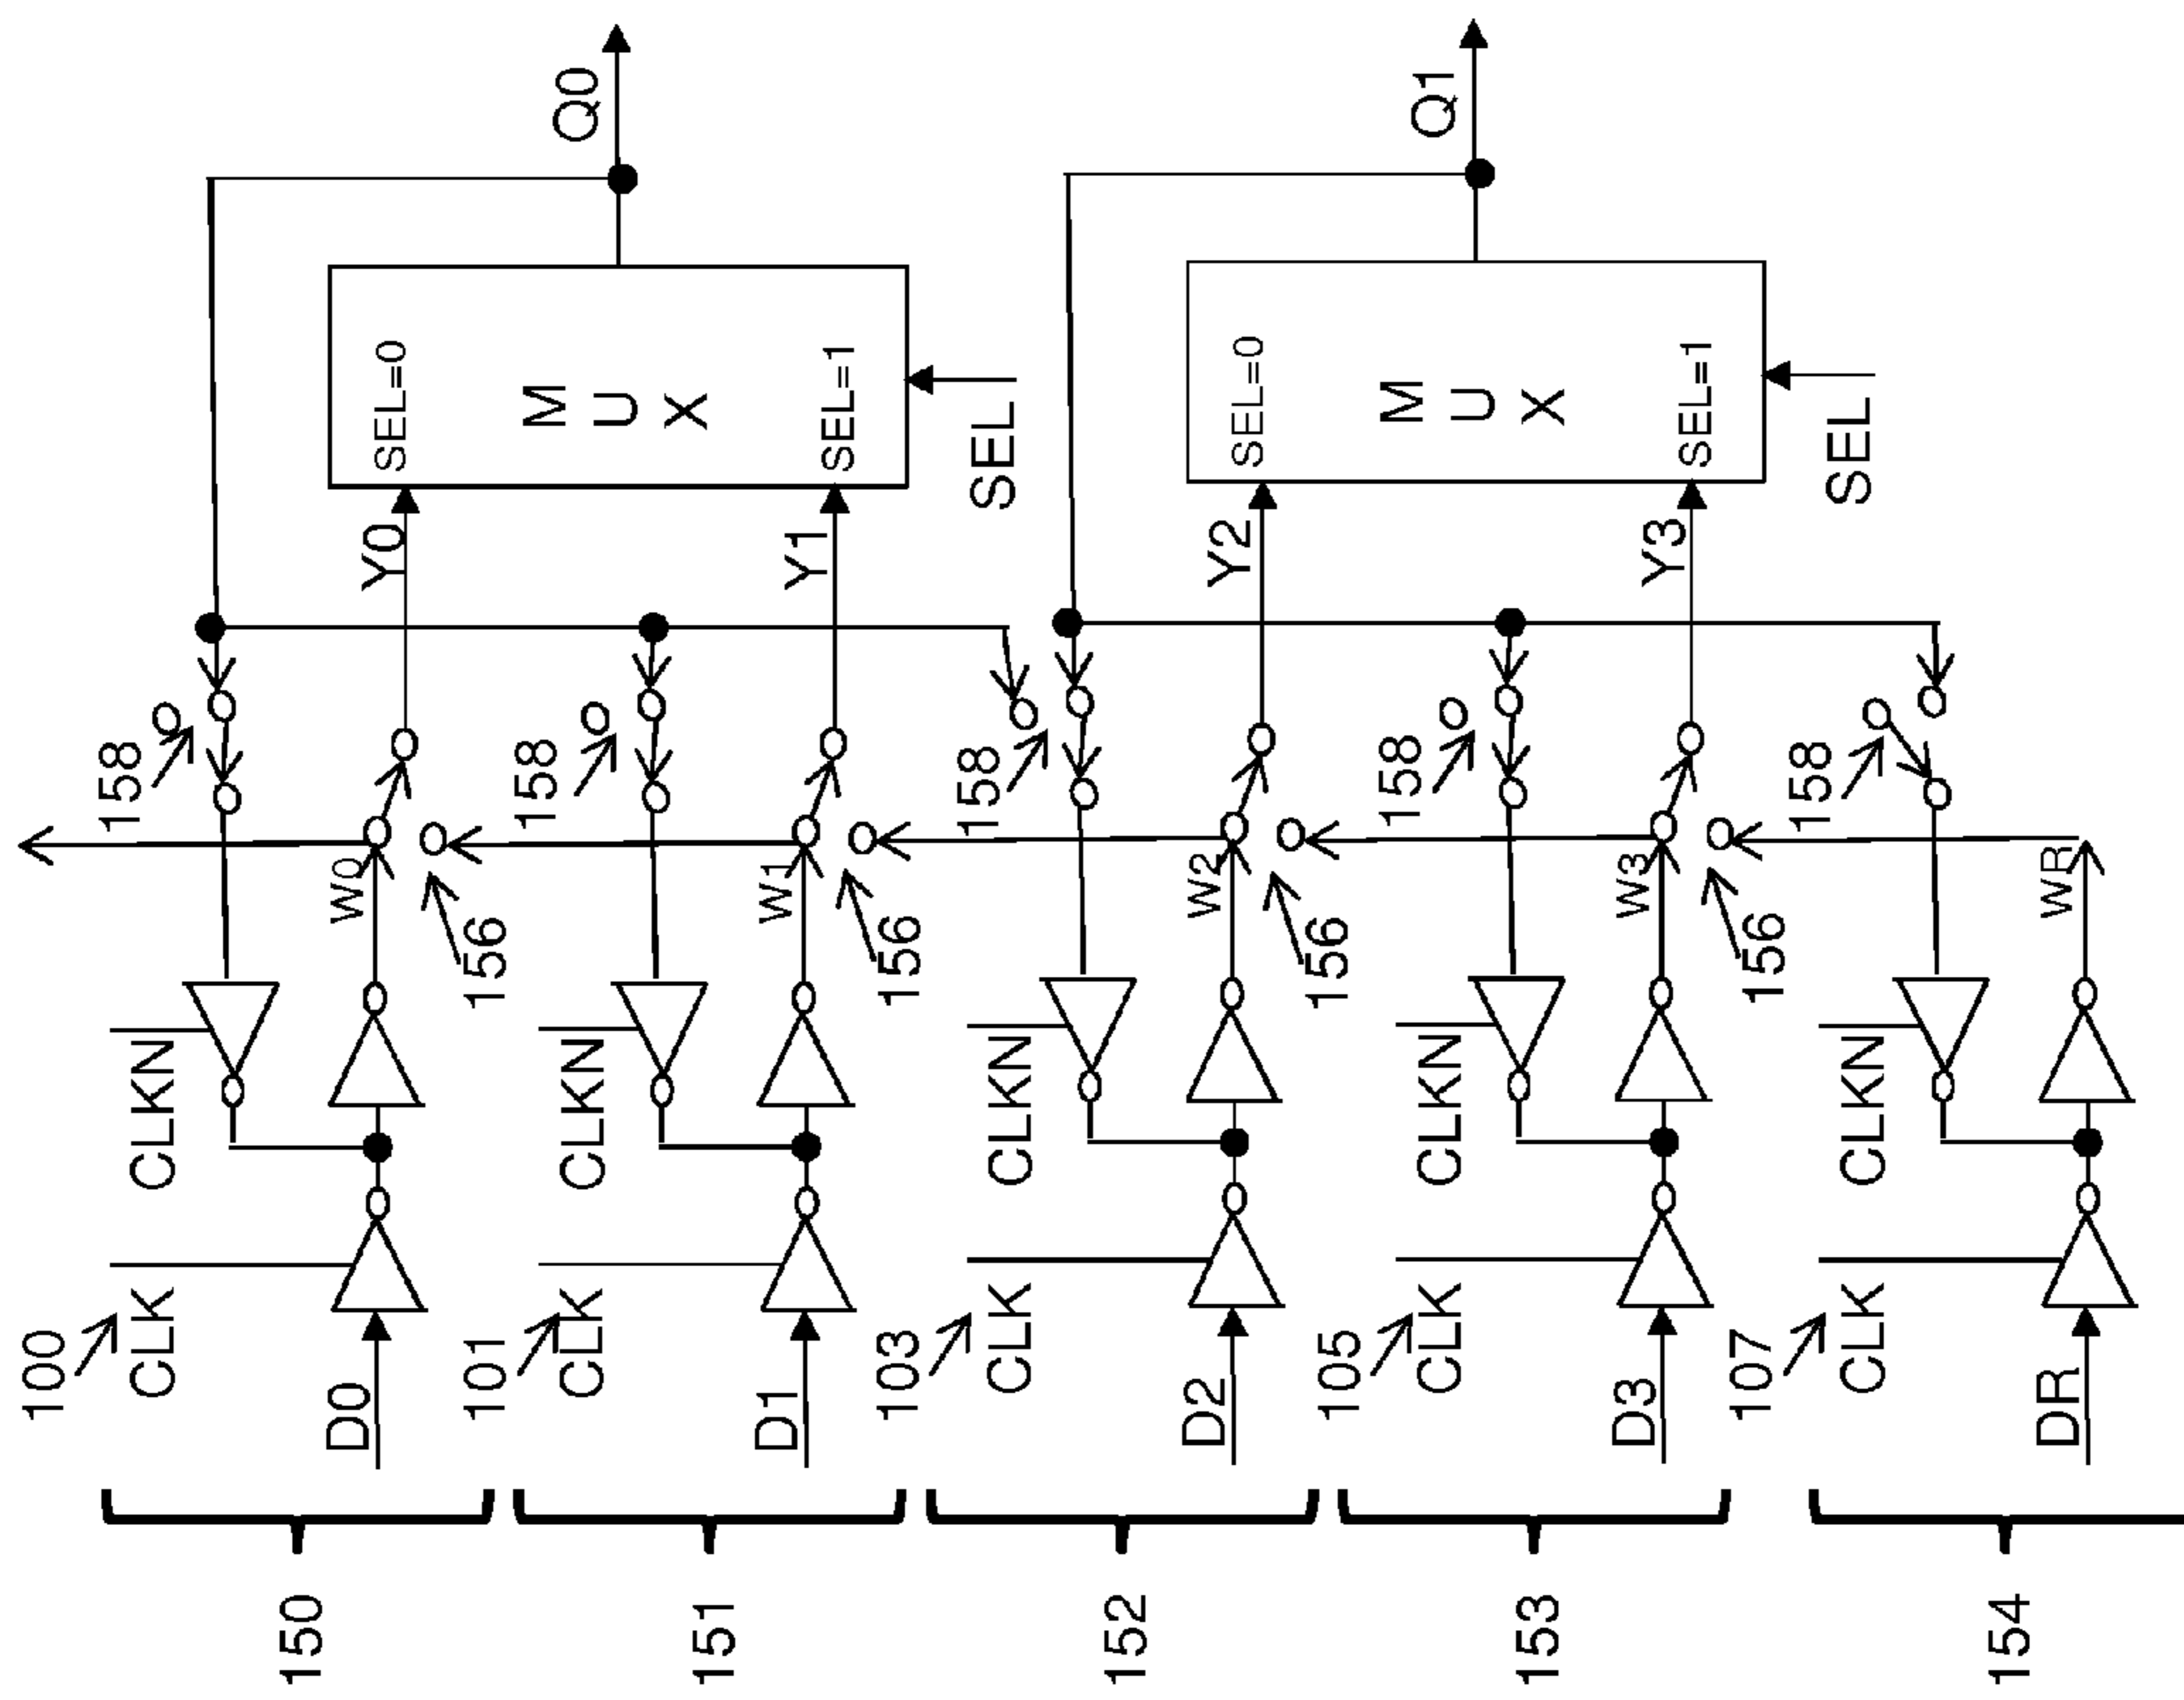 150
100
D0
CLK
CLKN
W0
156
158
Y0
SEL=0
MUX
SEL=1
SEL
Q0
151
101
D1
CLK
CLKN
W1
156
158
Y1
152
103
D2
CLK
CLKN
W2
156
158
Y2
SEL=0
MUX
SEL=1
SEL
Q1
153
105
D3
CLK
CLKN
W3
156
158
Y3
154
107
DR
CLK
CLKN
WR
158